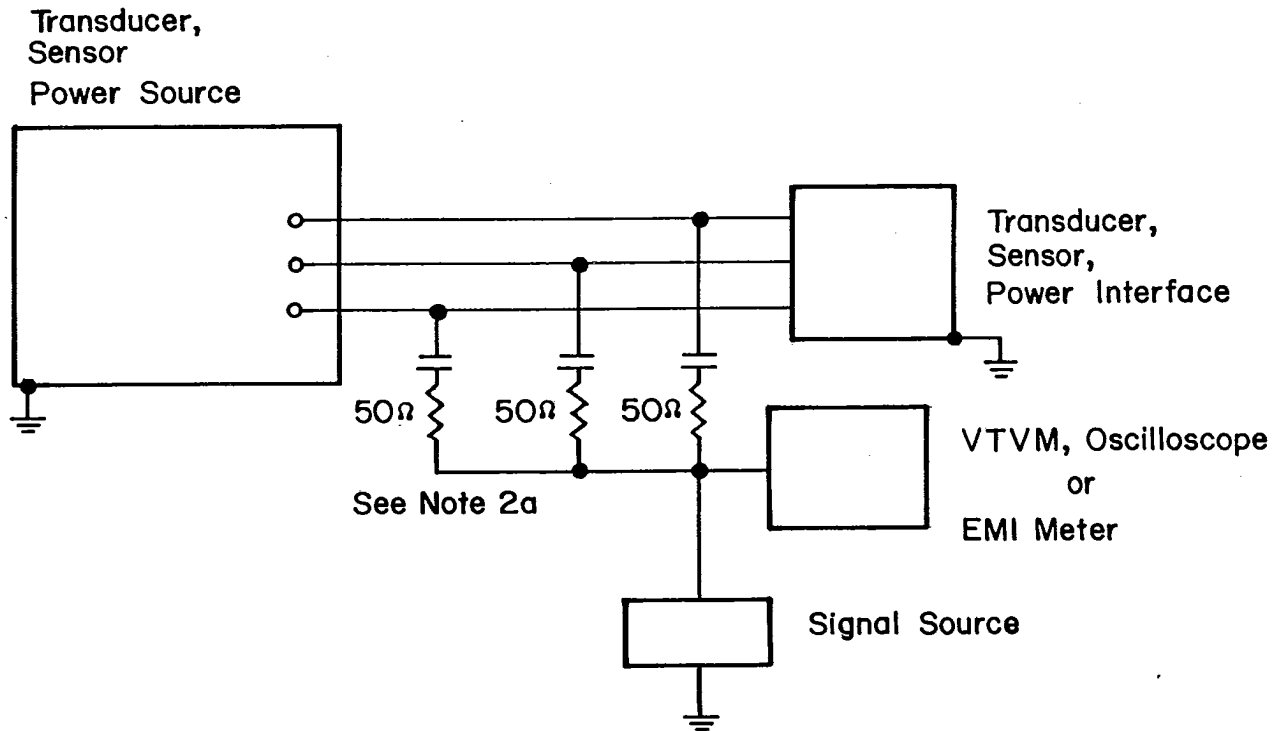 Transducer,
Sensor
Power Source
Transducer,
Sensor,
Power Interface
50Ω
50Ω
50Ω
See Note 2a
VTVM, Oscilloscope
or
EMI Meter
Signal Source